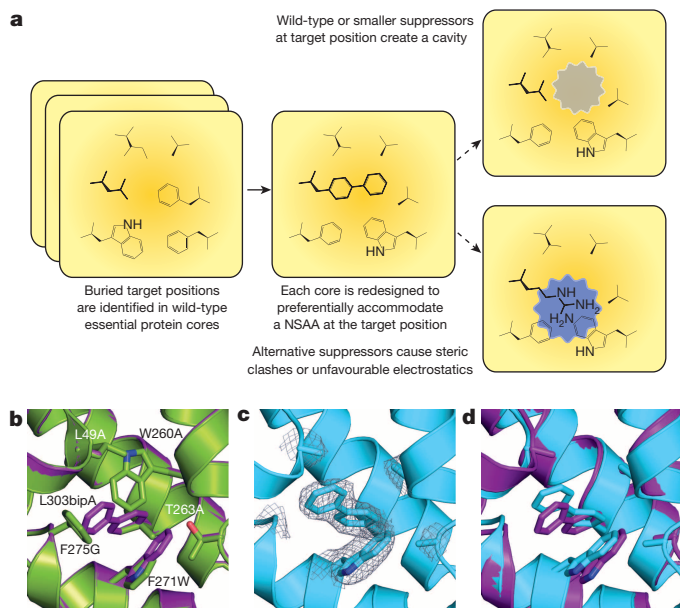 a
Wild-type or smaller suppressors
at target position create a cavity
HN
NH
HN
Buried target positions
are identified in wild-type
essential protein cores
Each core is redesigned to
preferentially accommodate
a NSAA at the target position
Alternative suppressors cause steric
clashes or unfavourable electrostatics
NH
NH2
H2N
HN
b
L49A
W260A
L303bipA
T263A
F275G
F271W
c
d